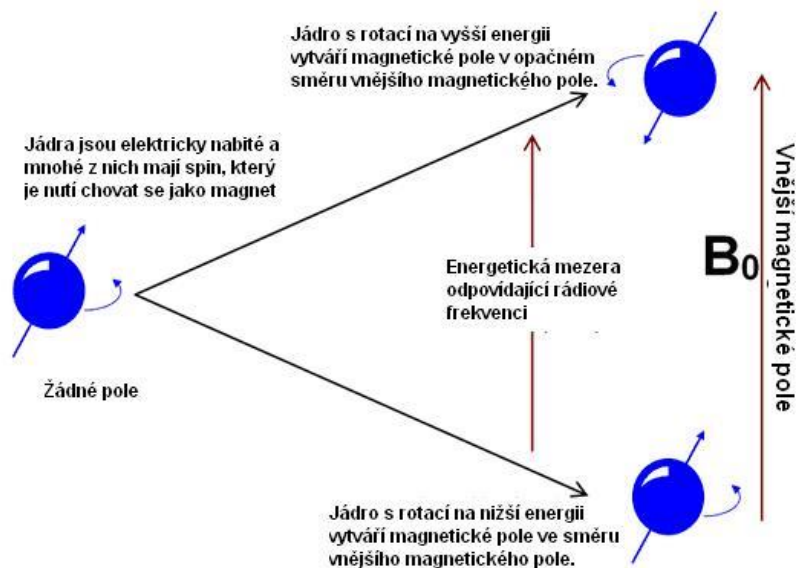 Jádro s rotací na vyšší energii
vytváří magnetické pole v opačném
směru vnějšího magnetického pole.
Jádra jsou elektricky nabité a
mnohé z nich mají spin, který
je nutí chovat se jako magnet
Vnější magnetické pole
B0
Energetická mezera
odpovídající rádiové
frekvenci
Žádné pole
Jádro s rotací na nižší energii
vytváří magnetické pole ve směru
vnějšího magnetického pole.